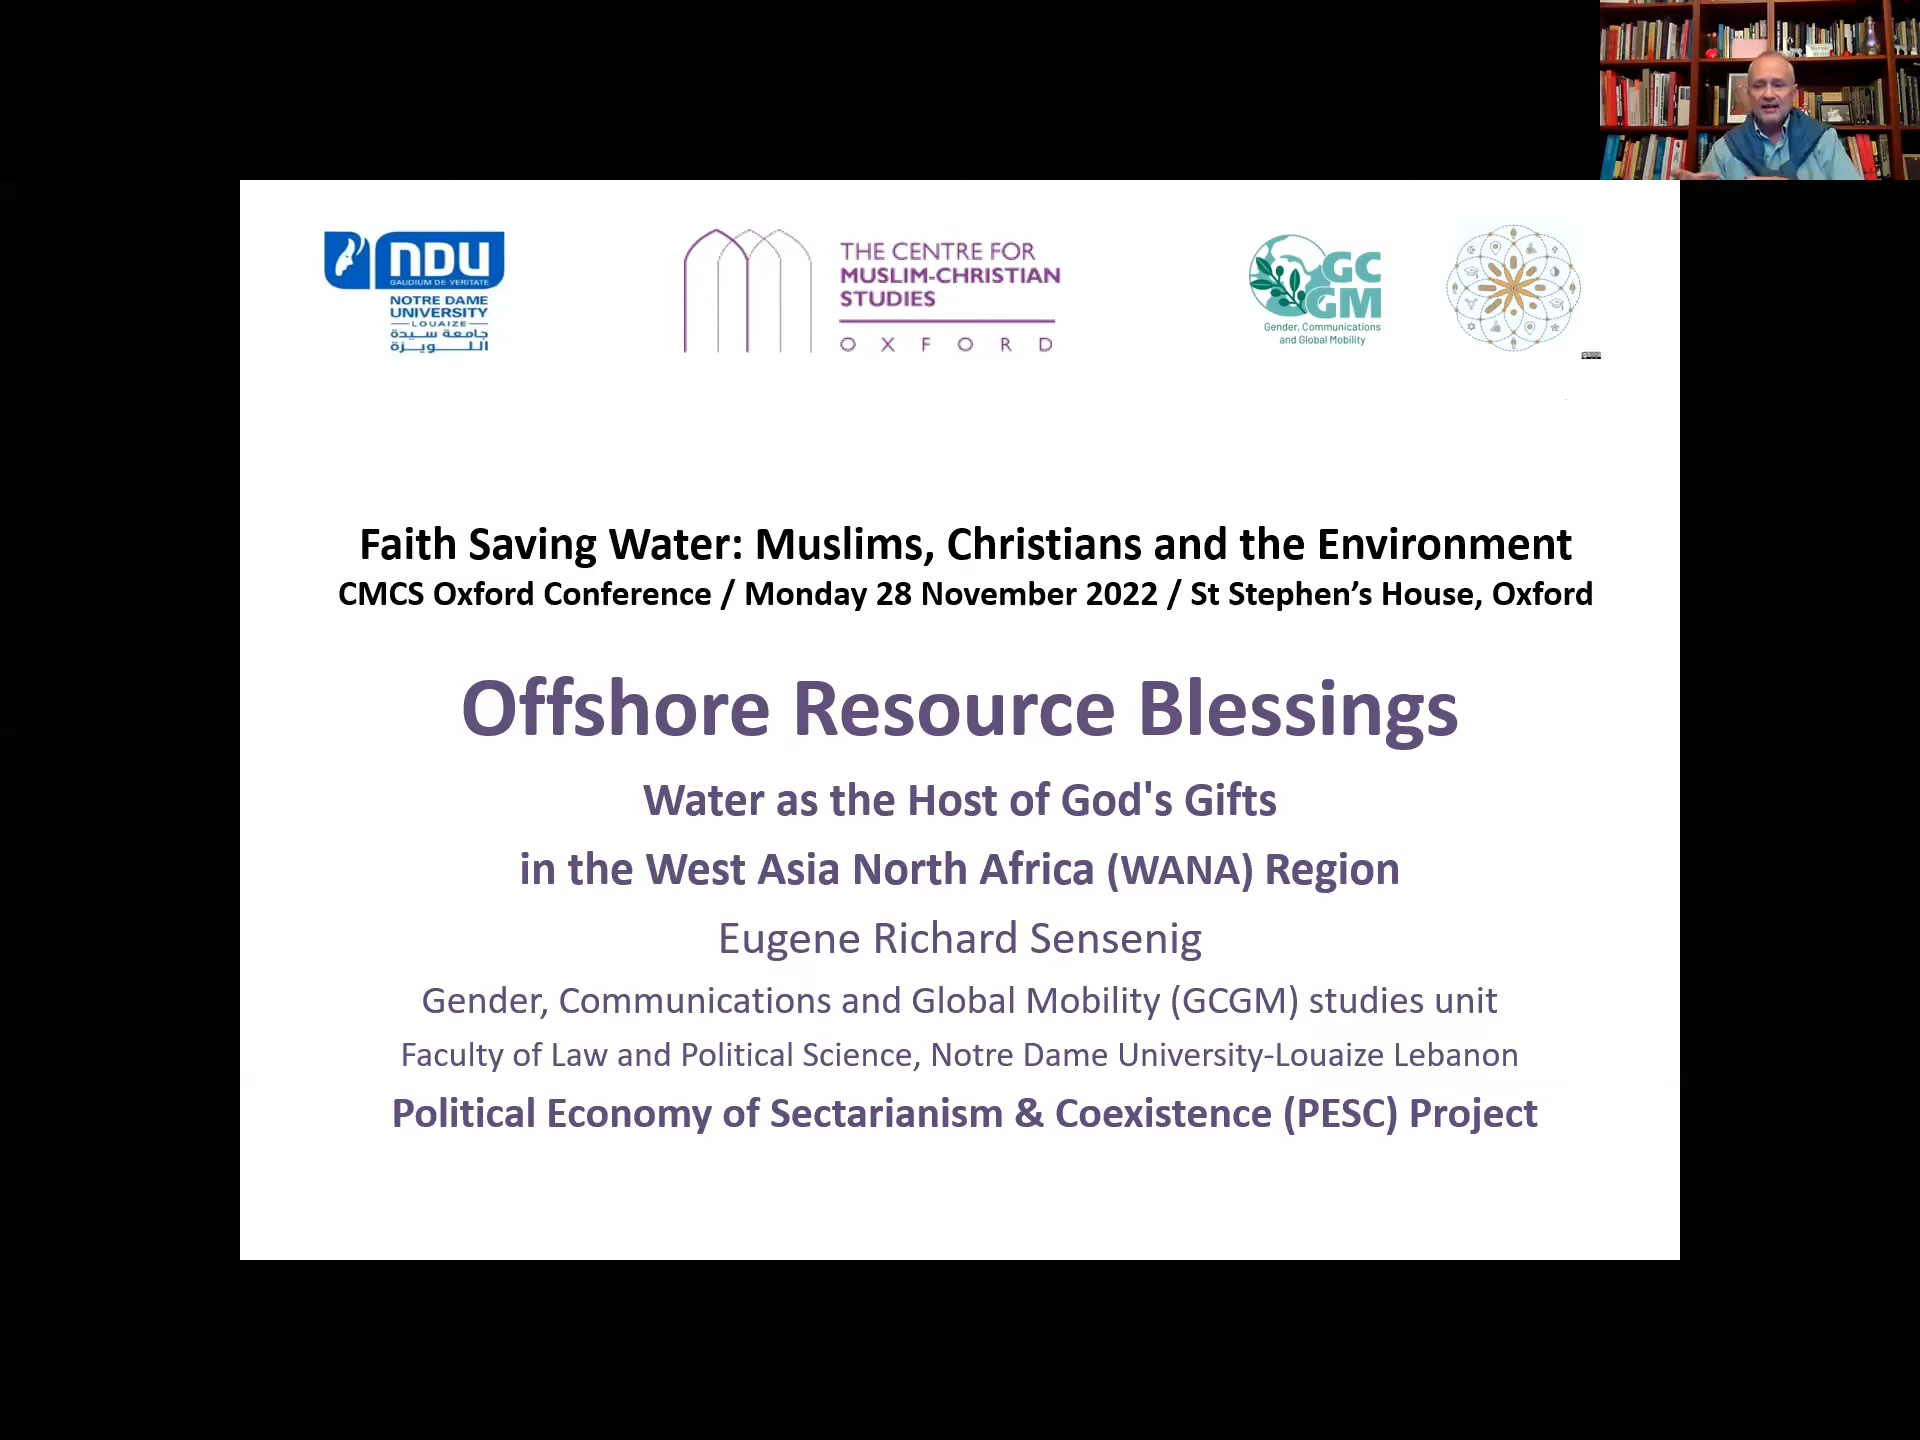 NDU
GAUDIUM DE VERITATE
NOTRE DAME
UNIVERSITY
LOUAIZE
جامعة سيدة
اللويزة
THE CENTRE FOR
MUSLIM-CHRISTIAN
STUDIES
OXFORD
GC
GM
Gender, Communications
and Global Mobility
Faith Saving Water: Muslims, Christians and the Environment
CMCS Oxford Conference / Monday 28 November 2022 / St Stephen’s House, Oxford
Offshore Resource Blessings
Water as the Host of God's Gifts
in the West Asia North Africa (WANA) Region
Eugene Richard Sensenig
Gender, Communications and Global Mobility (GCGM) studies unit
Faculty of Law and Political Science, Notre Dame University-Louaize Lebanon
Political Economy of Sectarianism & Coexistence (PESC) Project